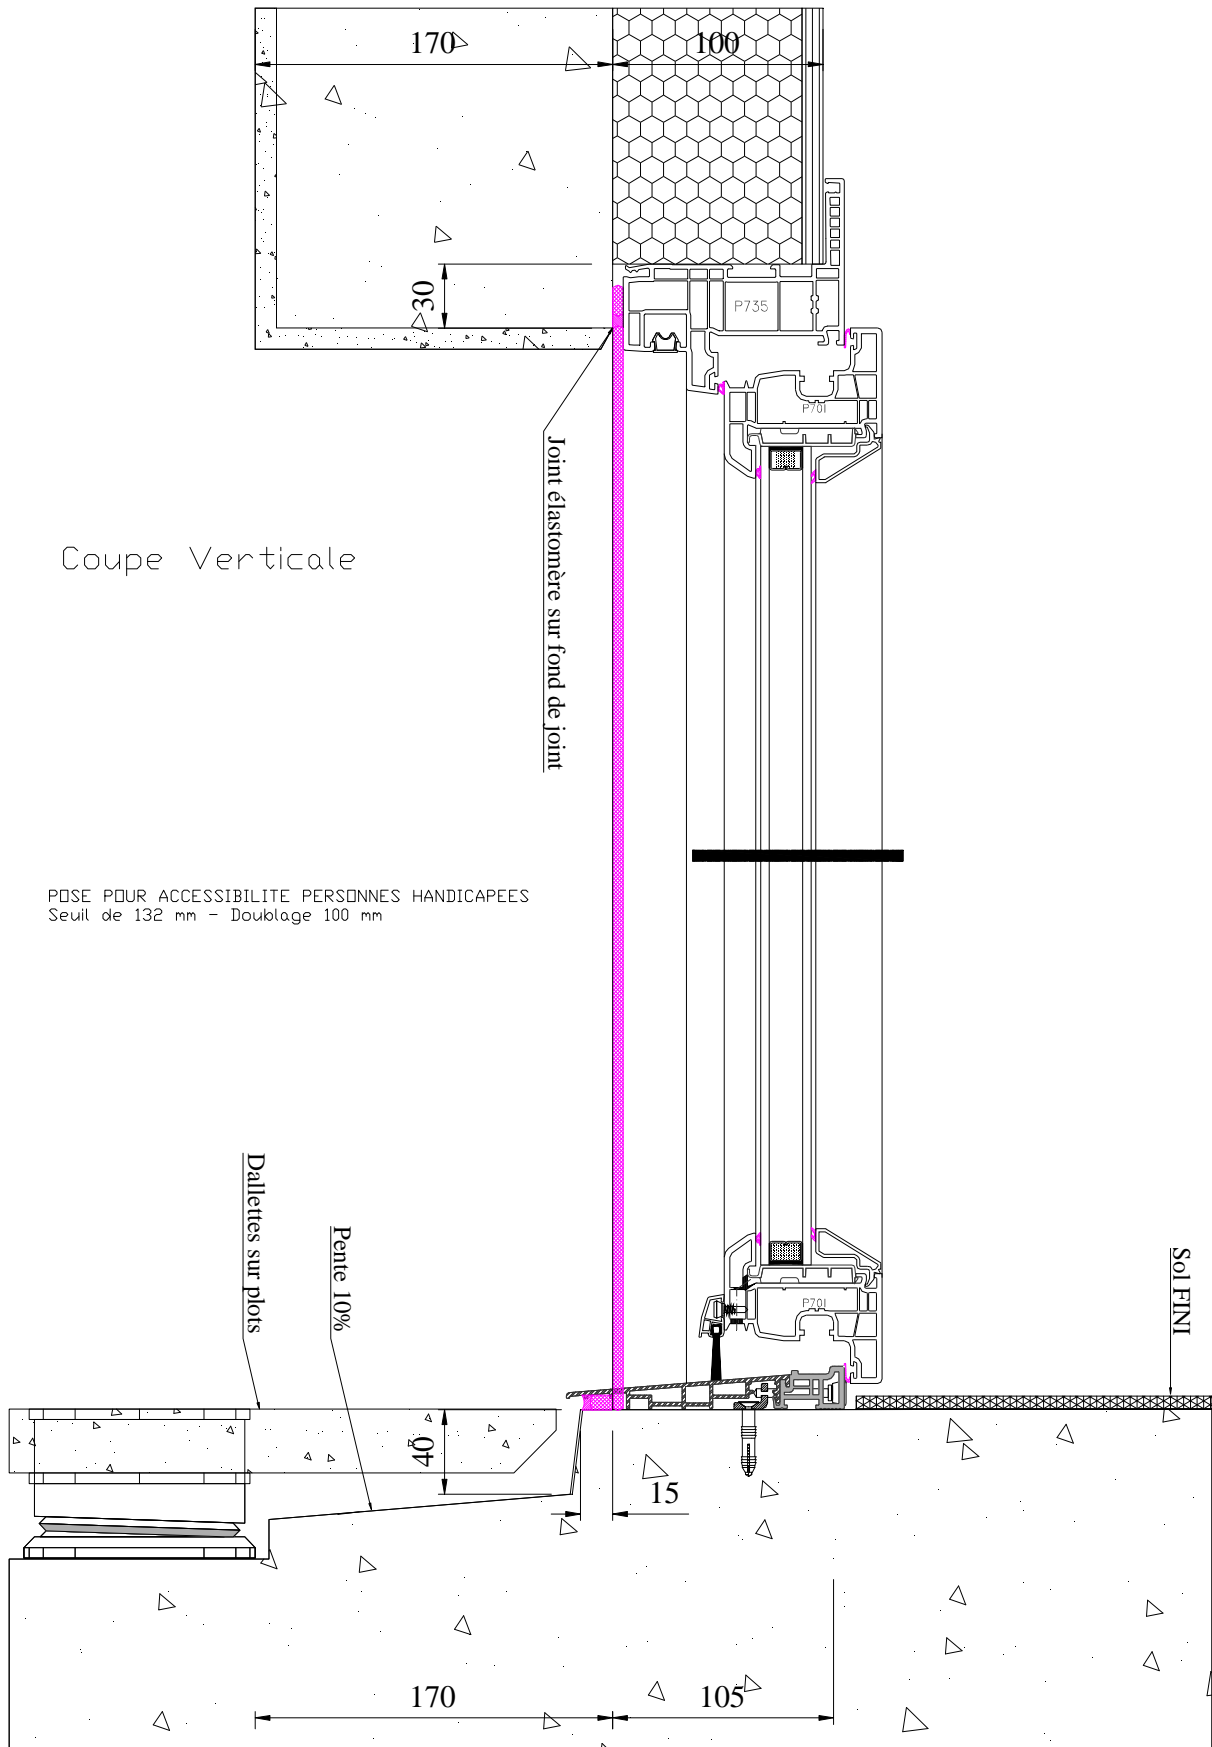 170
100
30
P735
P701
Joint élastomère sur fond de joint
Coupe Verticale
POSE POUR ACCESSIBILITE PERSONNES HANDICAPEES
Seuil de 132 mm - Doublage 100 mm
Dallettes sur plots
Pente 10%
Sol FINI
P701
40
15
170
105